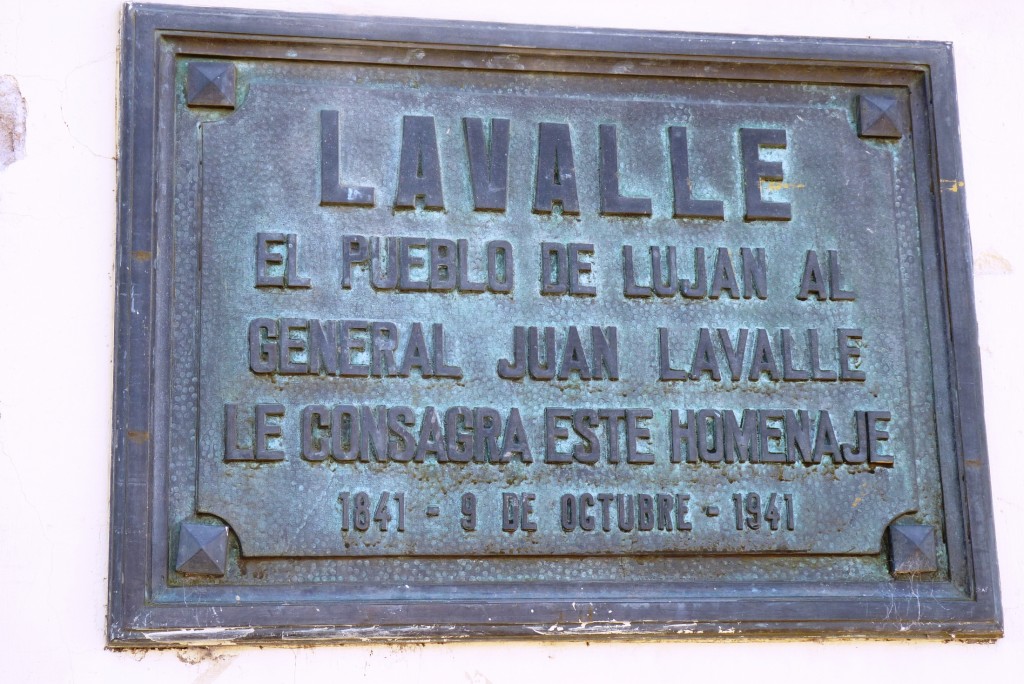 LAVALLE
EL PUEBLO DE LUJAN AL
GENERAL JUAN LAVALLE
LE CONSAGRA ESTE HOMENAJE
1841 - 9 DE OCTUBRE - 1941